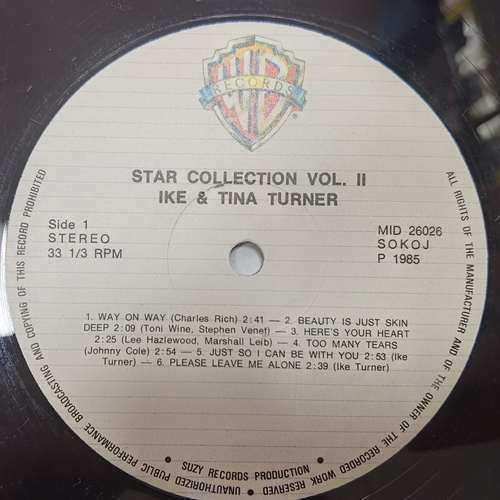 WB
RECORDS
®
STAR COLLECTION VOL. II
IKE & TINA TURNER
Side 1
STEREO
33 1/3 RPM
MID 26026
SOKOJ
P 1985
1. WAY ON WAY (Charles Rich) 2:41 — 2. BEAUTY IS JUST SKIN
DEEP 2:09 (Toni Wine, Stephen Venet) — 3. HERE'S YOUR HEART
2:25 (Lee Hazlewood, Marshall Leib) — 4. TOO MANY TEARS
(Johnny Cole) 2:54 — 5. JUST SO I CAN BE WITH YOU 2:53 (Ike
Turner) — 6. PLEASE LEAVE ME ALONE 2:39 (Ike Turner)
• SUZY RECORDS PRODUCTION •
ALL RIGHTS OF THE MANUFACTURER AND OF THE OWNER OF THE RECORDED WORK RESERVED • UNAUTHORIZED PUBLIC PERFORMANCE BROADCASTING AND COPYING OF THIS RECORD PROHIBITED